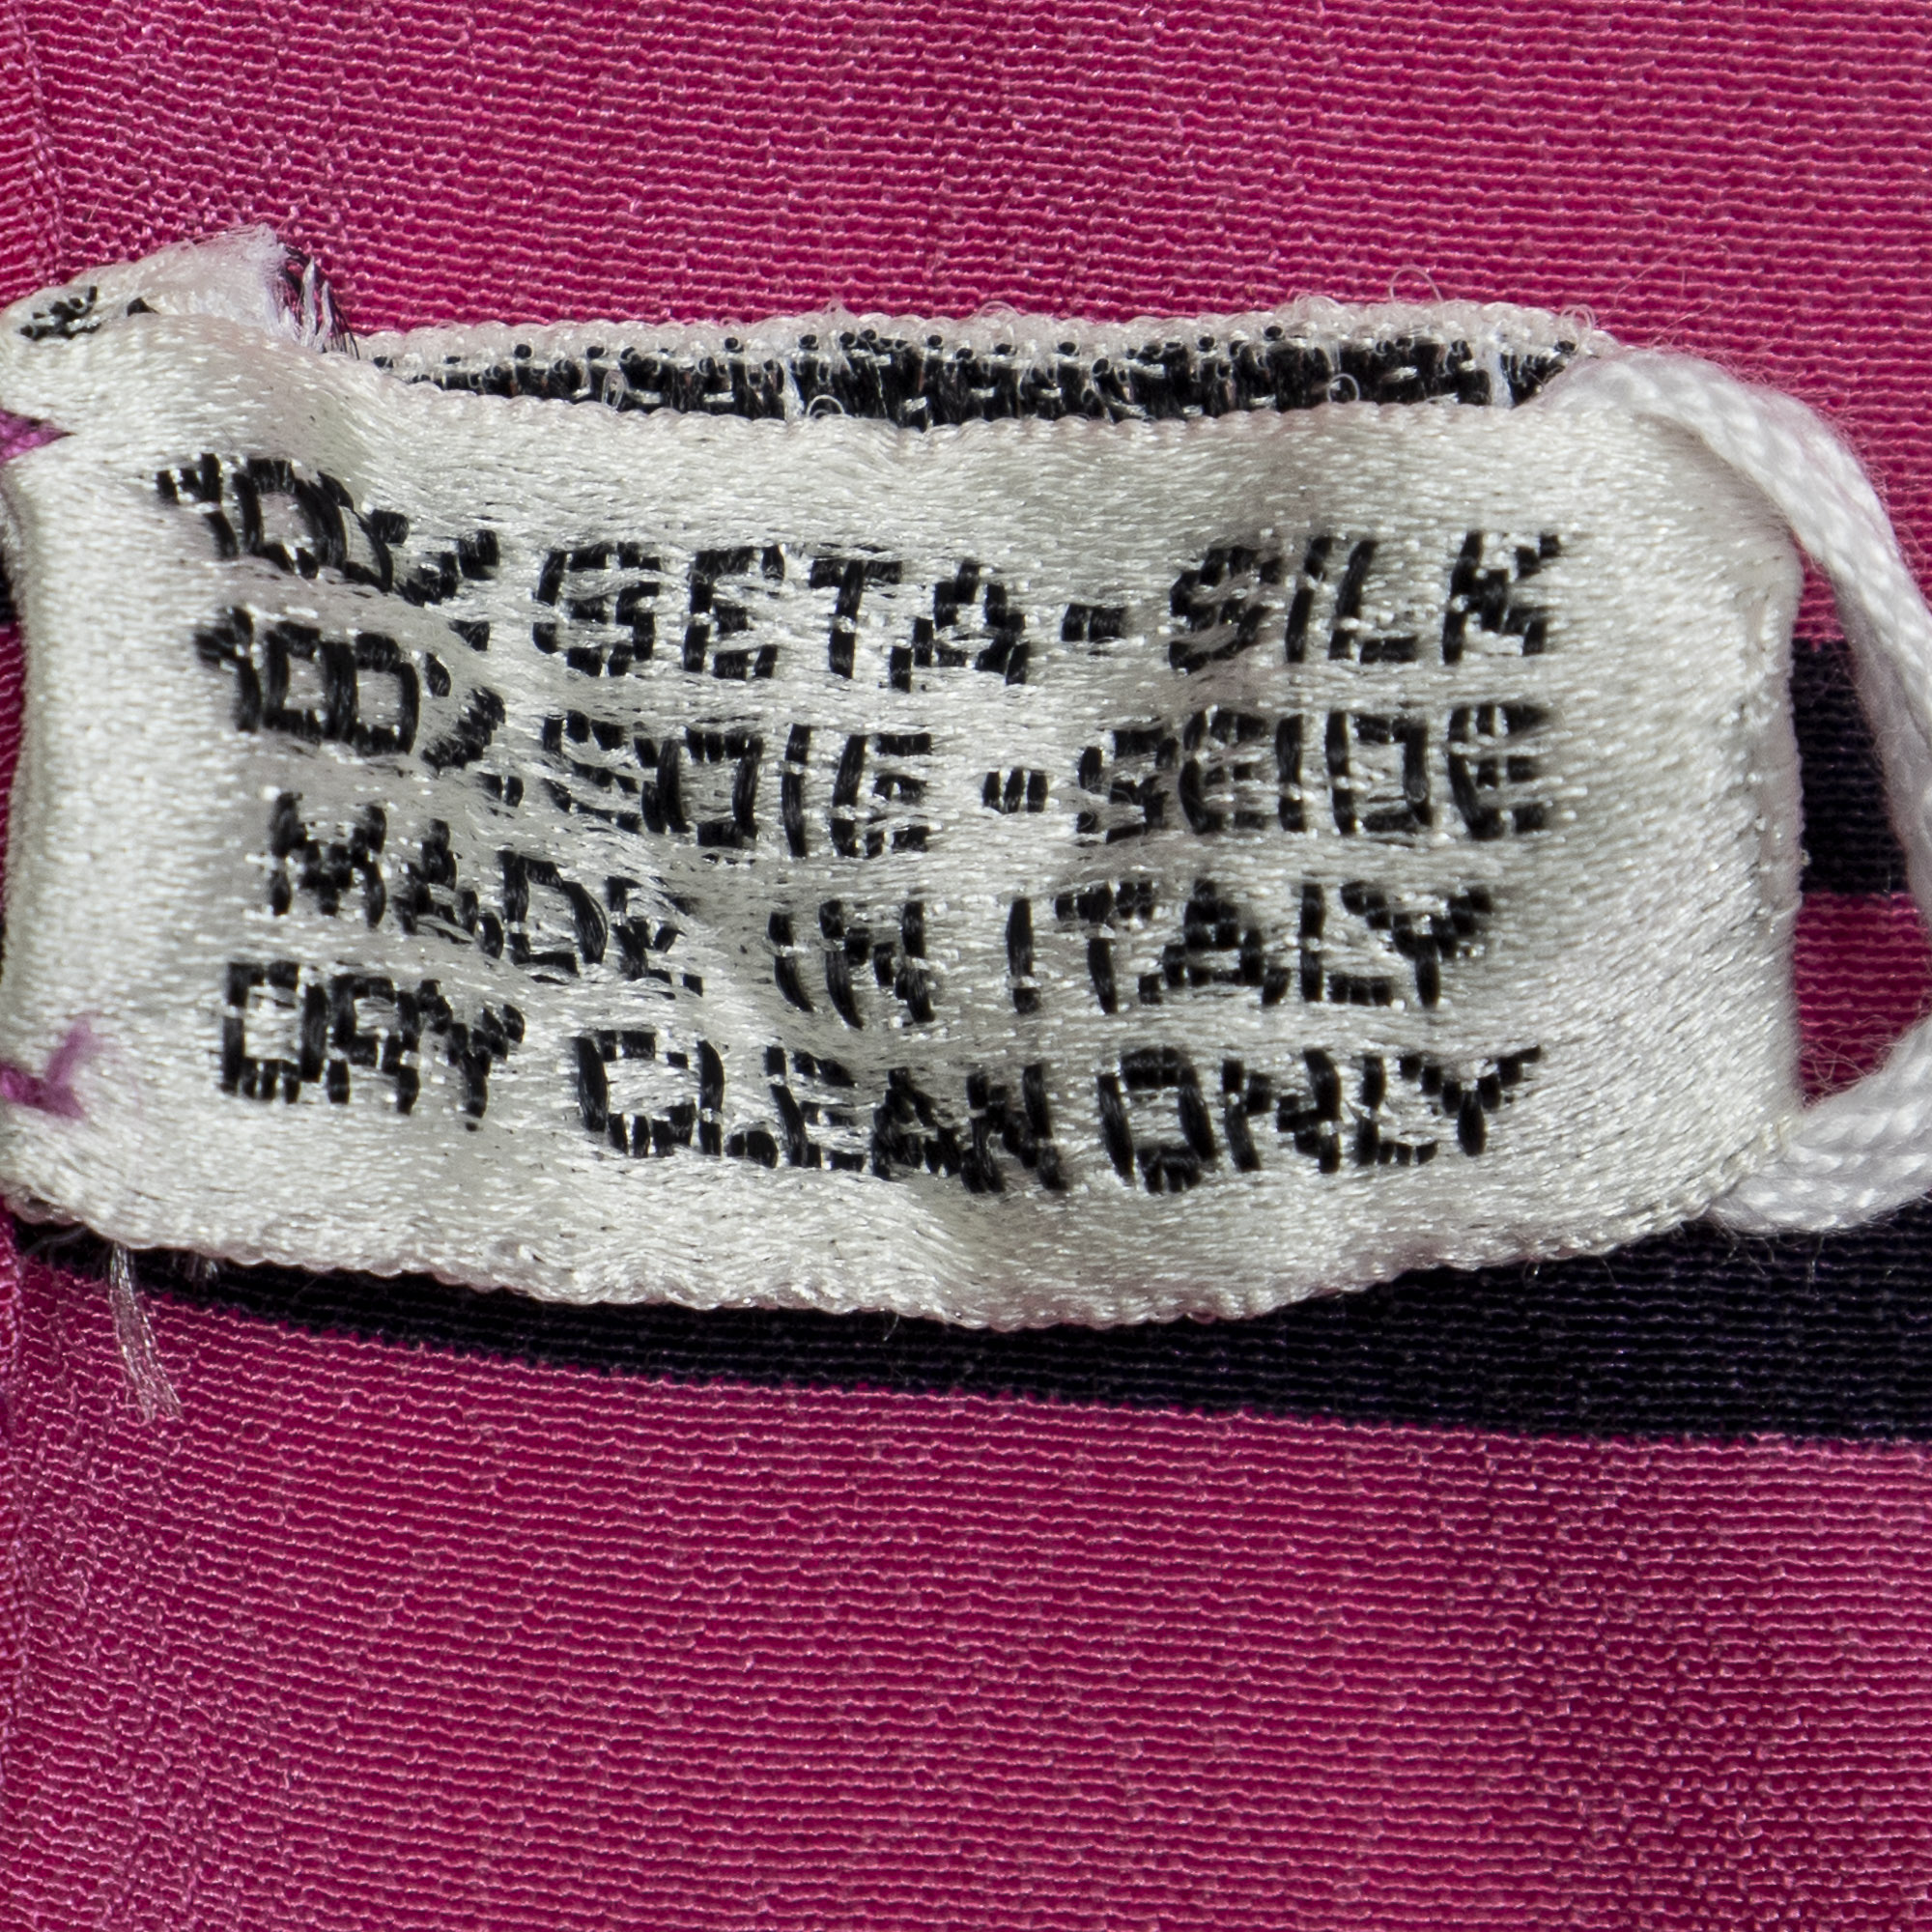 100% SETA - SILK
100% SOIE - SEIDE
MADE IN ITALY
DRY CLEAN ONLY